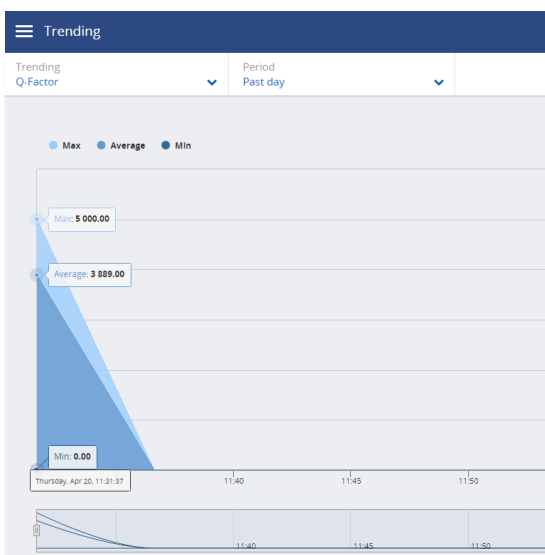 Trending
Trending Period
Q-Factor Past day
Max Average Min
Max: 5 000.00
Average: 3 889.00
Min: 0.00
Thursday, Apr 20, 11:31:37
11:40 11:45 11:50
11:40 11:45 11:50